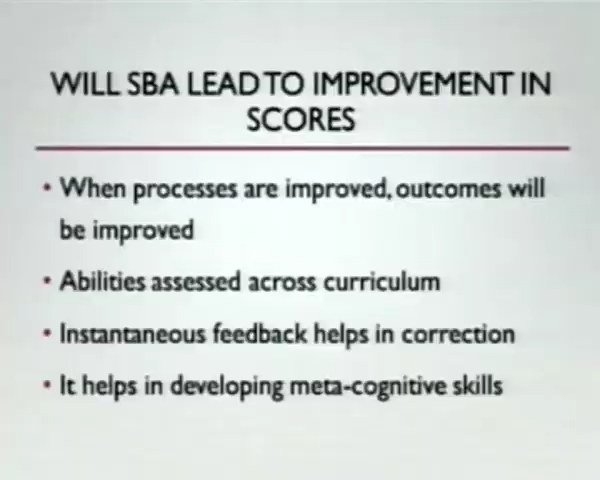 WILL SBA LEAD TO IMPROVEMENT IN
SCORES
• When processes are improved, outcomes will
be improved
• Abilities assessed across curriculum
• Instantaneous feedback helps in correction
• It helps in developing meta-cognitive skills